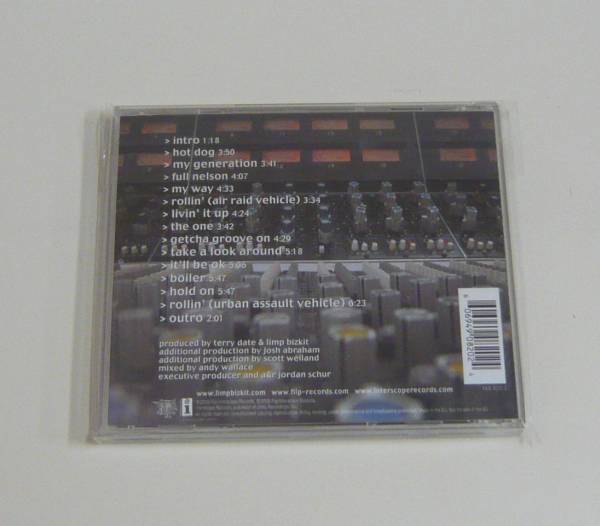 > intro 1:18
> hot dog 3:50
> my generation 3:41
> full nelson 4:07
> my way 4:33
> rollin' (air raid vehicle) 3:34
> livin' it up 4:24
> the one 3:42
> getcha groove on 4:29
> take a look around 5:18
> it'll be ok 5:06
> boiler 5:47
> hold on 5:47
> rollin' (urban assault vehicle) 6:23
> outro 2:01
produced by terry date & limp bizkit
additional production by josh abraham
additional production by scott weiland
mixed by andy wallace
executive producer and a&r jordan schur
www.limpbizkit.com www.flip-records.com www.interscoperecords.com